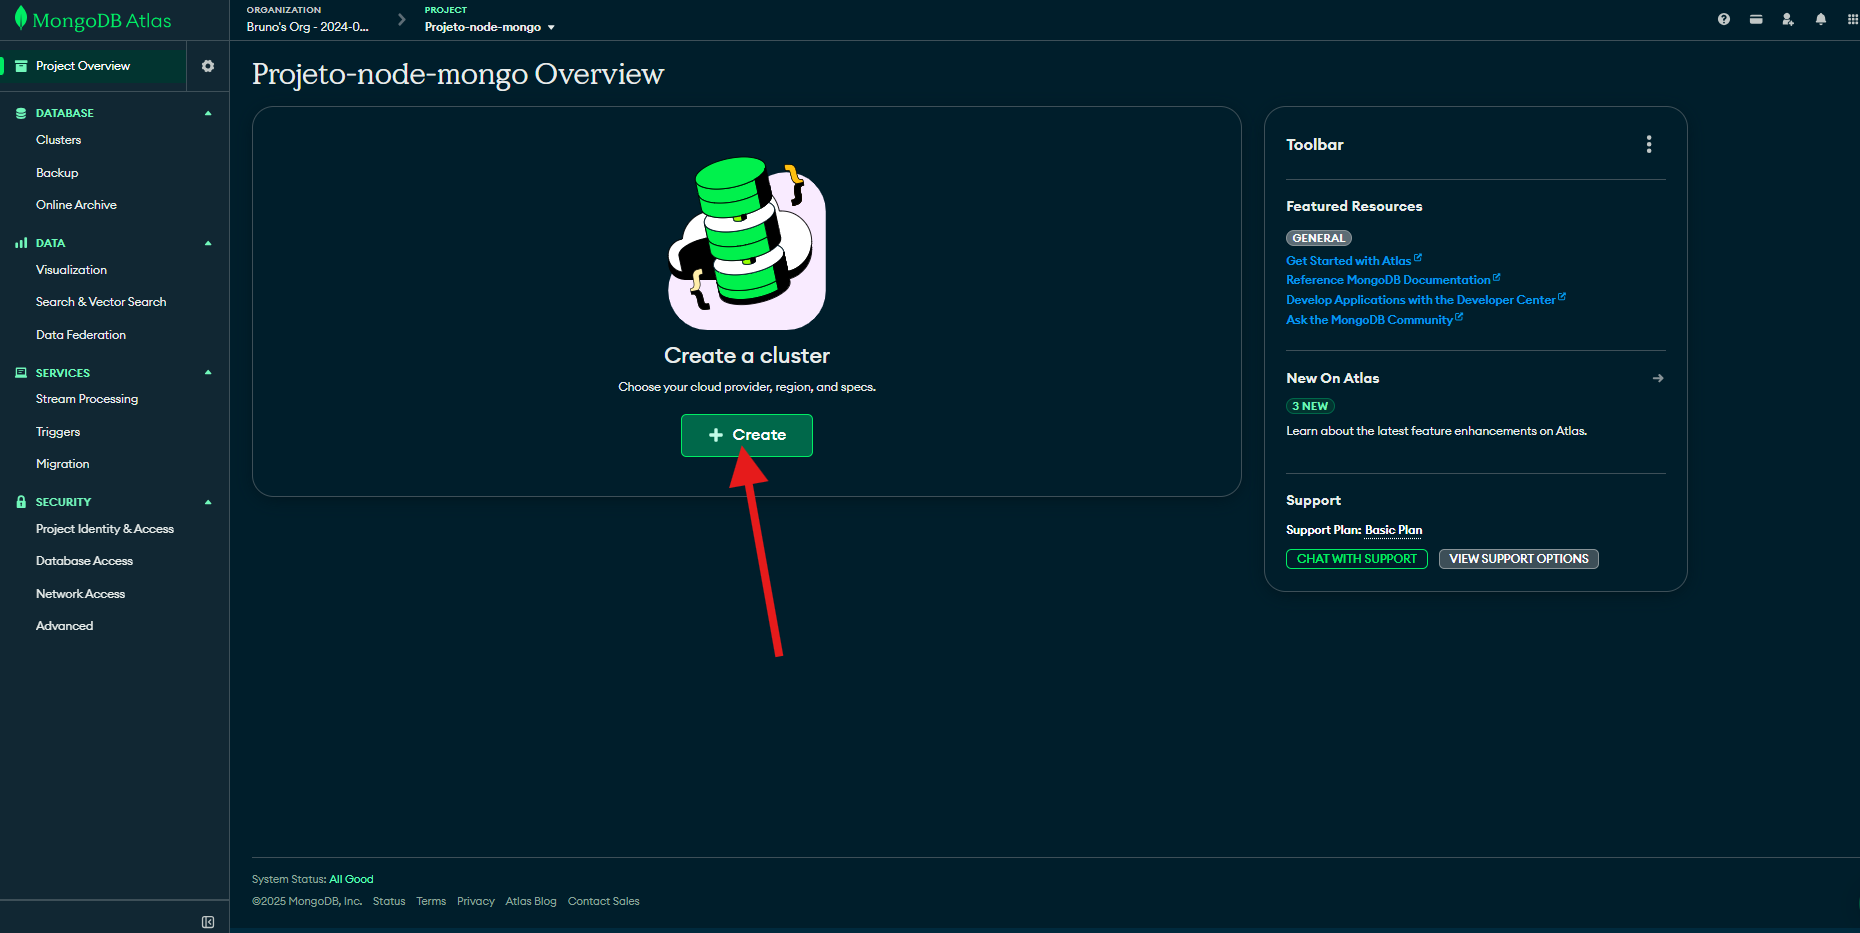 MongoDB Atlas
ORGANIZATION
Bruno's Org - 2024-0...
PROJECT
Projeto-node-mongo
Project Overview
DATABASE
Clusters
Backup
Online Archive
DATA
Visualization
Search & Vector Search
Data Federation
SERVICES
Stream Processing
Triggers
Migration
SECURITY
Project Identity & Access
Database Access
Network Access
Advanced
Projeto-node-mongo Overview
Create a cluster
Choose your cloud provider, region, and specs.
+ Create
Toolbar
Featured Resources
GENERAL
Get Started with Atlas
Reference MongoDB Documentation
Develop Applications with the Developer Center
Ask the MongoDB Community
New On Atlas
3 NEW
Learn about the latest feature enhancements on Atlas.
Support
Support Plan: Basic Plan
CHAT WITH SUPPORT VIEW SUPPORT OPTIONS
System Status: All Good
©2025 MongoDB, Inc. Status Terms Privacy Atlas Blog Contact Sales